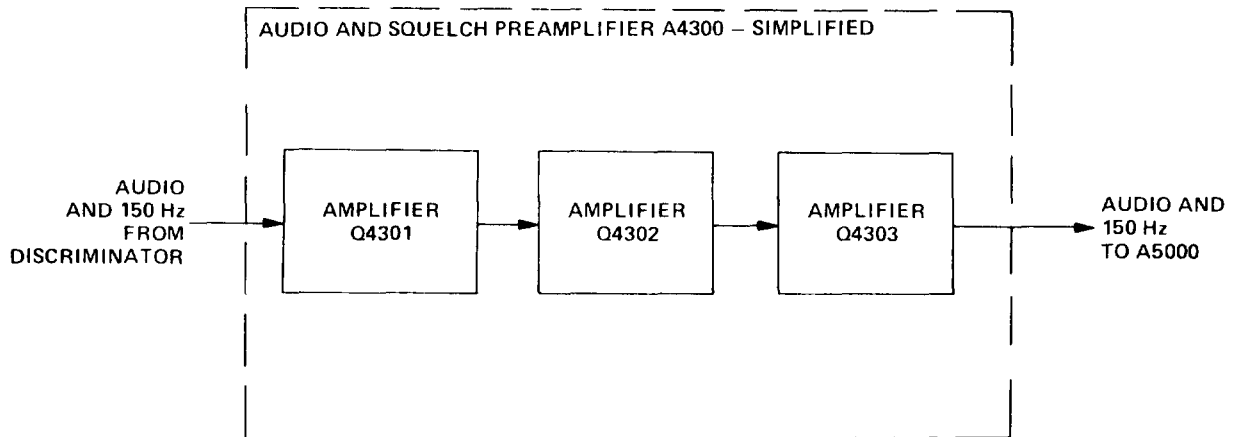 AUDIO AND SQUELCH PREAMPLIFIER A4300 – SIMPLIFIED
AUDIO
AND 150 Hz
FROM
DISCRIMINATOR
AMPLIFIER
Q4301
AMPLIFIER
Q4302
AMPLIFIER
Q4303
AUDIO AND
150 Hz
TO A5000